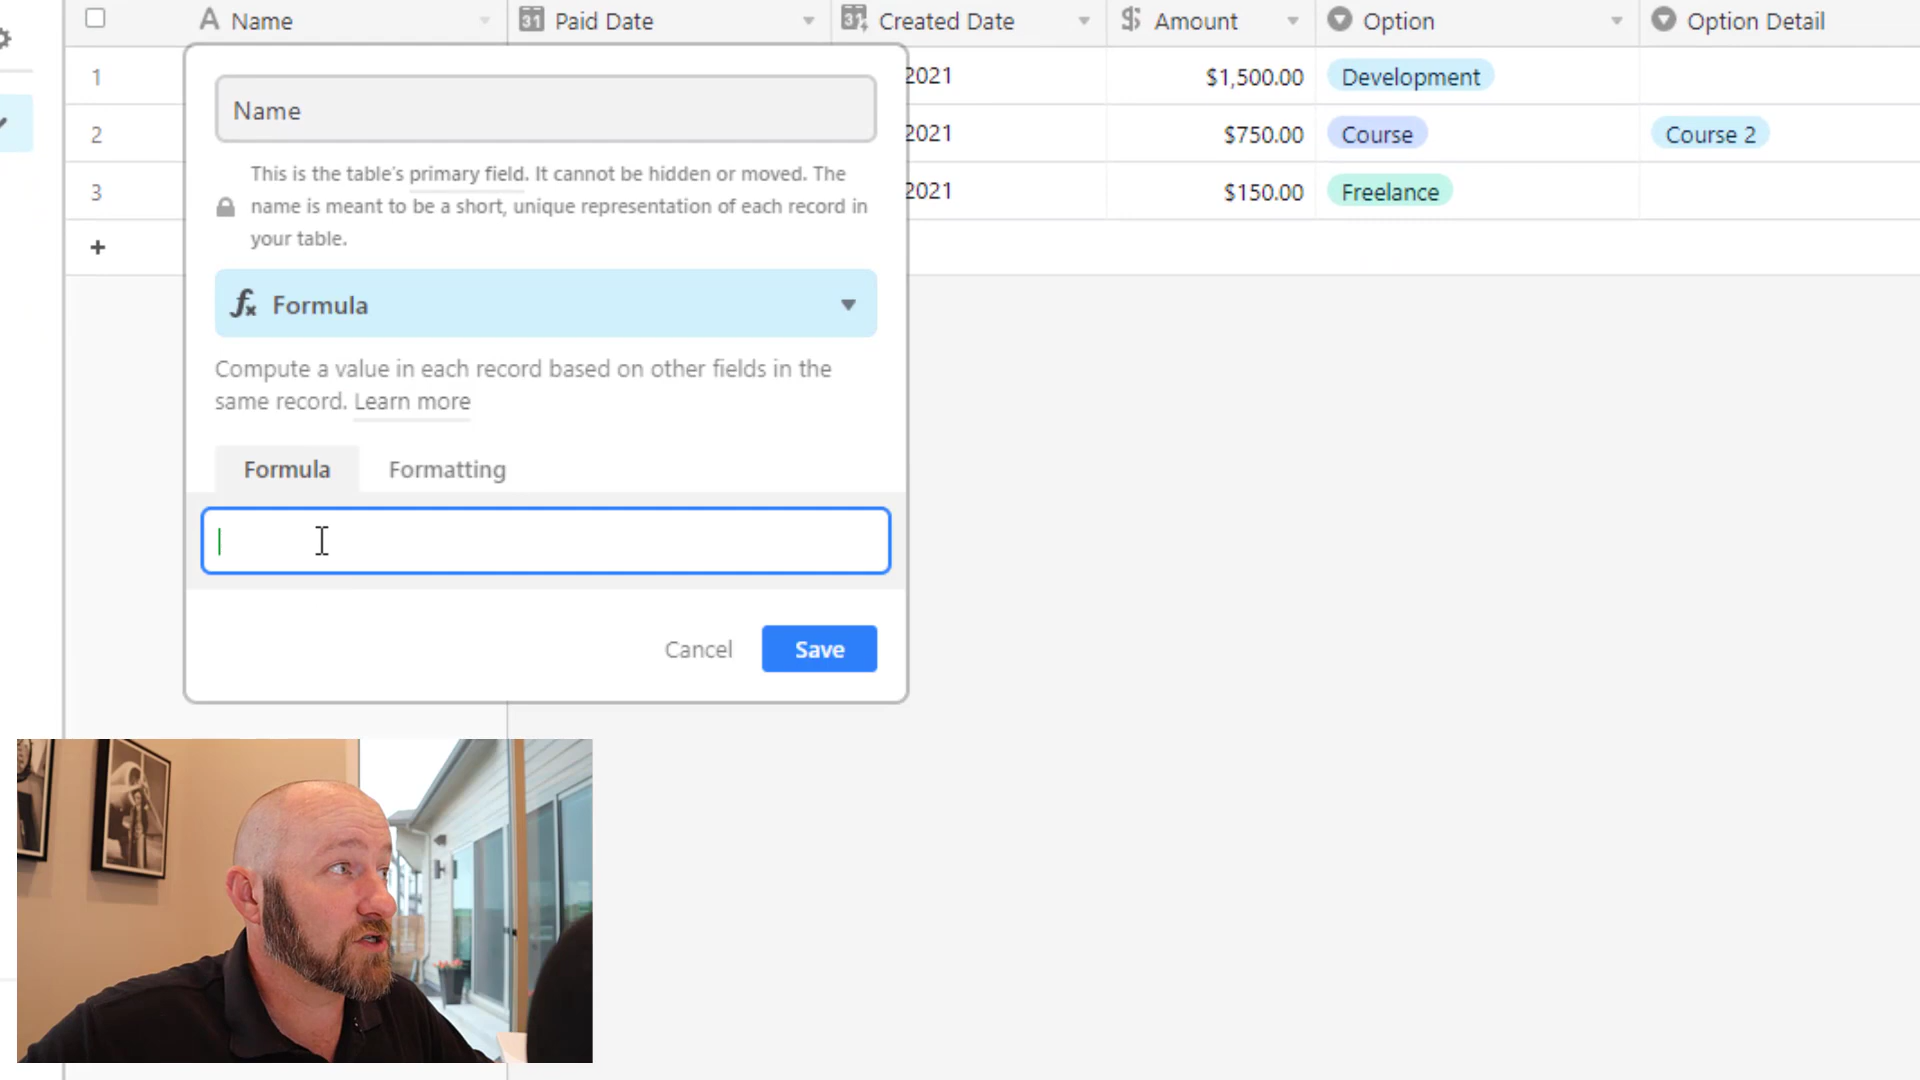 Name
Paid Date
Created Date
Amount
Option
Option Detail
1
2021
$1,500.00
Development
2
2021
$750.00
Course
Course 2
3
2021
$150.00
Freelance
+
Name
This is the table's primary field. It cannot be hidden or moved. The
name is meant to be a short, unique representation of each record in
your table.
Formula
Compute a value in each record based on other fields in the
same record. Learn more
Formula
Formatting
Cancel
Save